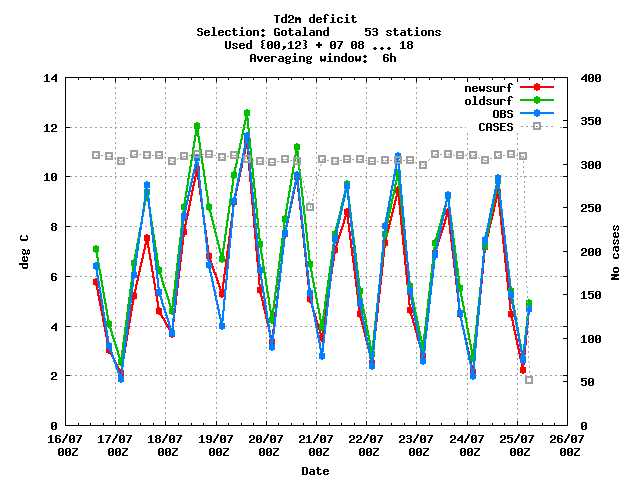 Td2m deficit
Selection: Gotaland     53 stations
Used {00,12} + 07 08 ... 18
Averaging window:  6h
newsurf
oldsurf
OBS
CASES
deg C
14
12
10
8
6
4
2
0
No cases
400
350
300
250
200
150
100
50
0
16/07 17/07 18/07 19/07 20/07 21/07 22/07 23/07 24/07 25/07 26/07
00Z 00Z 00Z 00Z 00Z 00Z 00Z 00Z 00Z 00Z 00Z
Date